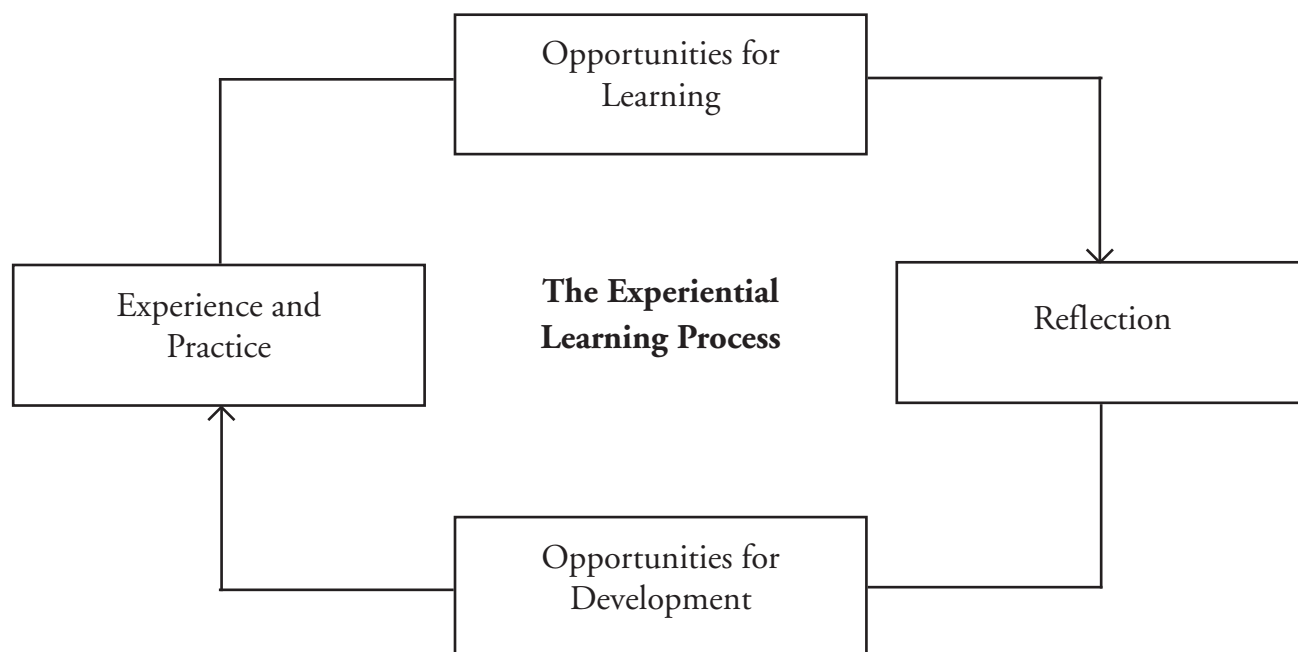 Opportunities for
Learning
Experience and
Practice
The Experiential
Learning Process
Reflection
Opportunities for
Development